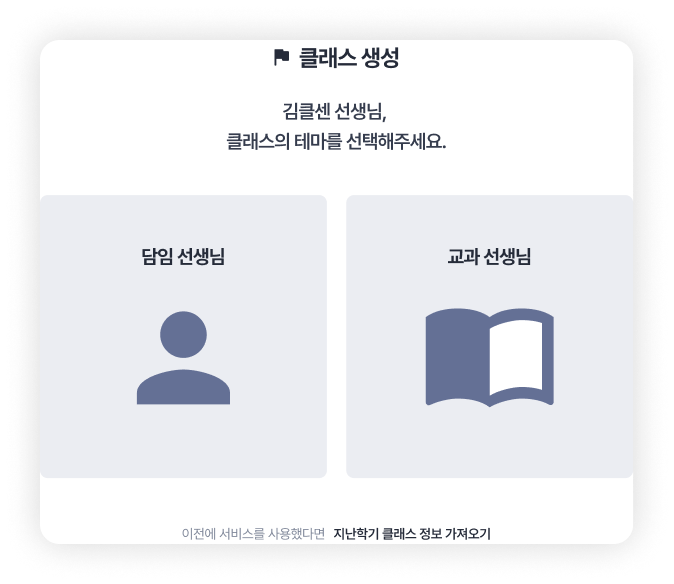 클래스 생성
김클센 선생님,
클래스의 테마를 선택해주세요.
담임 선생님
교과 선생님
이전에 서비스를 사용했다면 지난학기 클래스 정보 가져오기